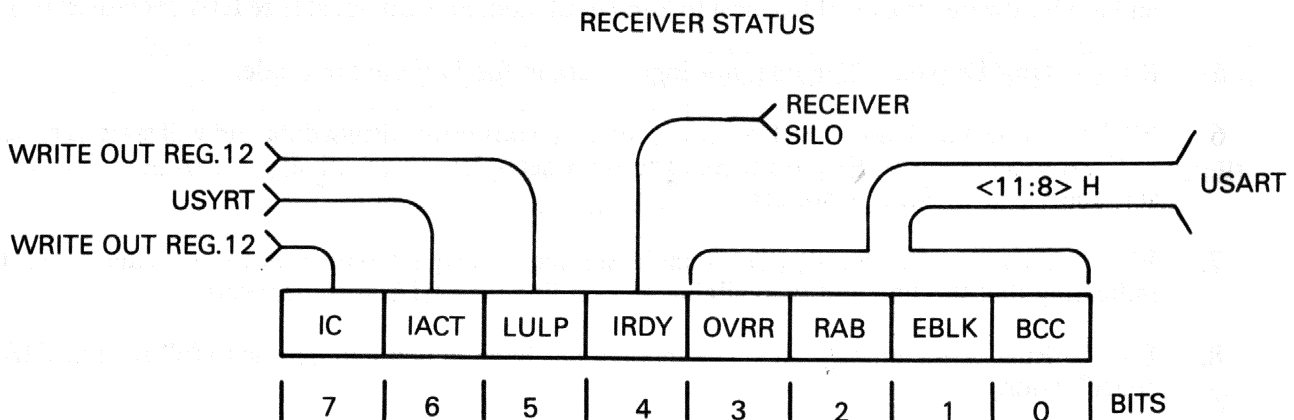 RECEIVER STATUS
RECEIVER
SILO
WRITE OUT REG.12
USYRT
WRITE OUT REG.12
<11:8> H
USART
IC IACT LULP IRDY OVRR RAB EBLK BCC
7 6 5 4 3 2 1 0 BITS